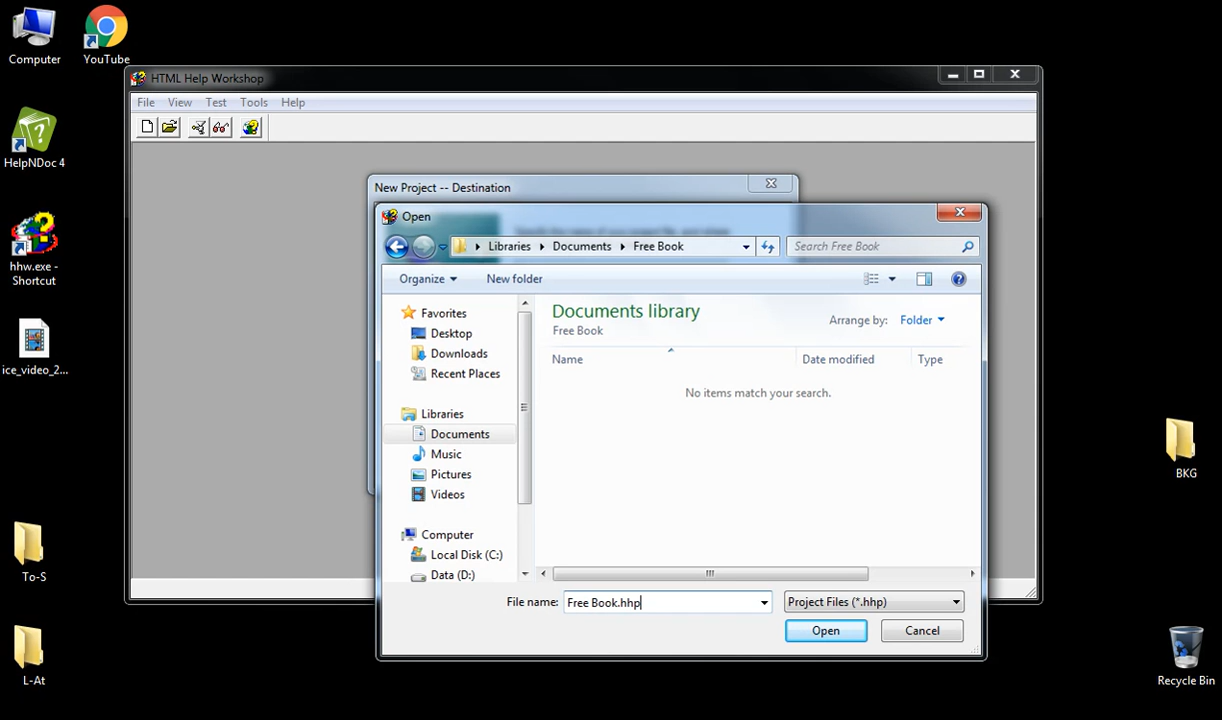 Computer
YouTube
HelpNDoc 4
hhw.exe -
Shortcut
ice_video_2...
To-S
L-At
BKG
Recycle Bin
HTML Help Workshop
File View Test Tools Help
New Project -- Destination
Open
Libraries Documents Free Book
Search Free Book
Organize New folder
Favorites
Desktop
Downloads
Recent Places
Libraries
Documents
Music
Pictures
Videos
Computer
Local Disk (C:)
Data (D:)
Documents library
Free Book
Arrange by: Folder
Name Date modified Type
No items match your search.
File name: Free Book.hhp
Project Files (*.hhp)
Open Cancel